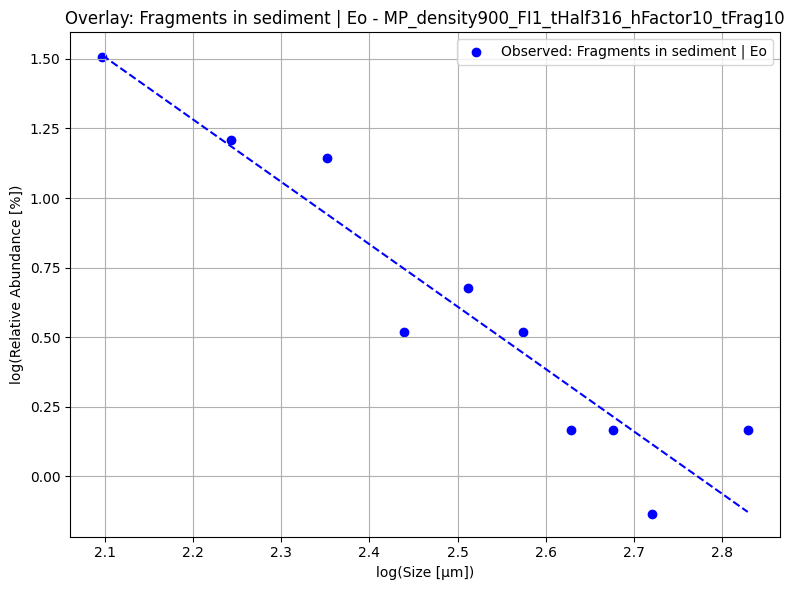 Overlay: Fragments in sediment | Eo - MP_density900_FI1_tHalf316_hFactor10_tFrag10
Observed: Fragments in sediment | Eo
log(Relative Abundance [%])
1.50
1.25
1.00
0.75
0.50
0.25
0.00
2.1 2.2 2.3 2.4 2.5 2.6 2.7 2.8
log(Size [μm])